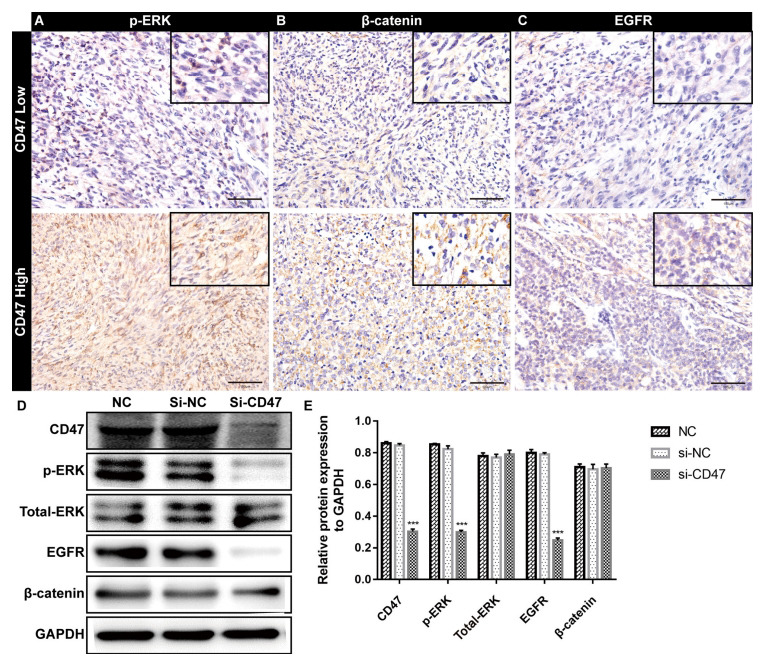 A p-ERK B β-catenin C EGFR
CD47 Low
CD47 High
D NC Si-NC Si-CD47
CD47
p-ERK
Total-ERK
EGFR
β-catenin
GAPDH
E
Relative protein expression
to GAPDH
1.0
0.8
0.6
0.4
0.2
0.0
*** *** ***
CD47 p-ERK Total-ERK EGFR β-catenin
NC
si-NC
si-CD47